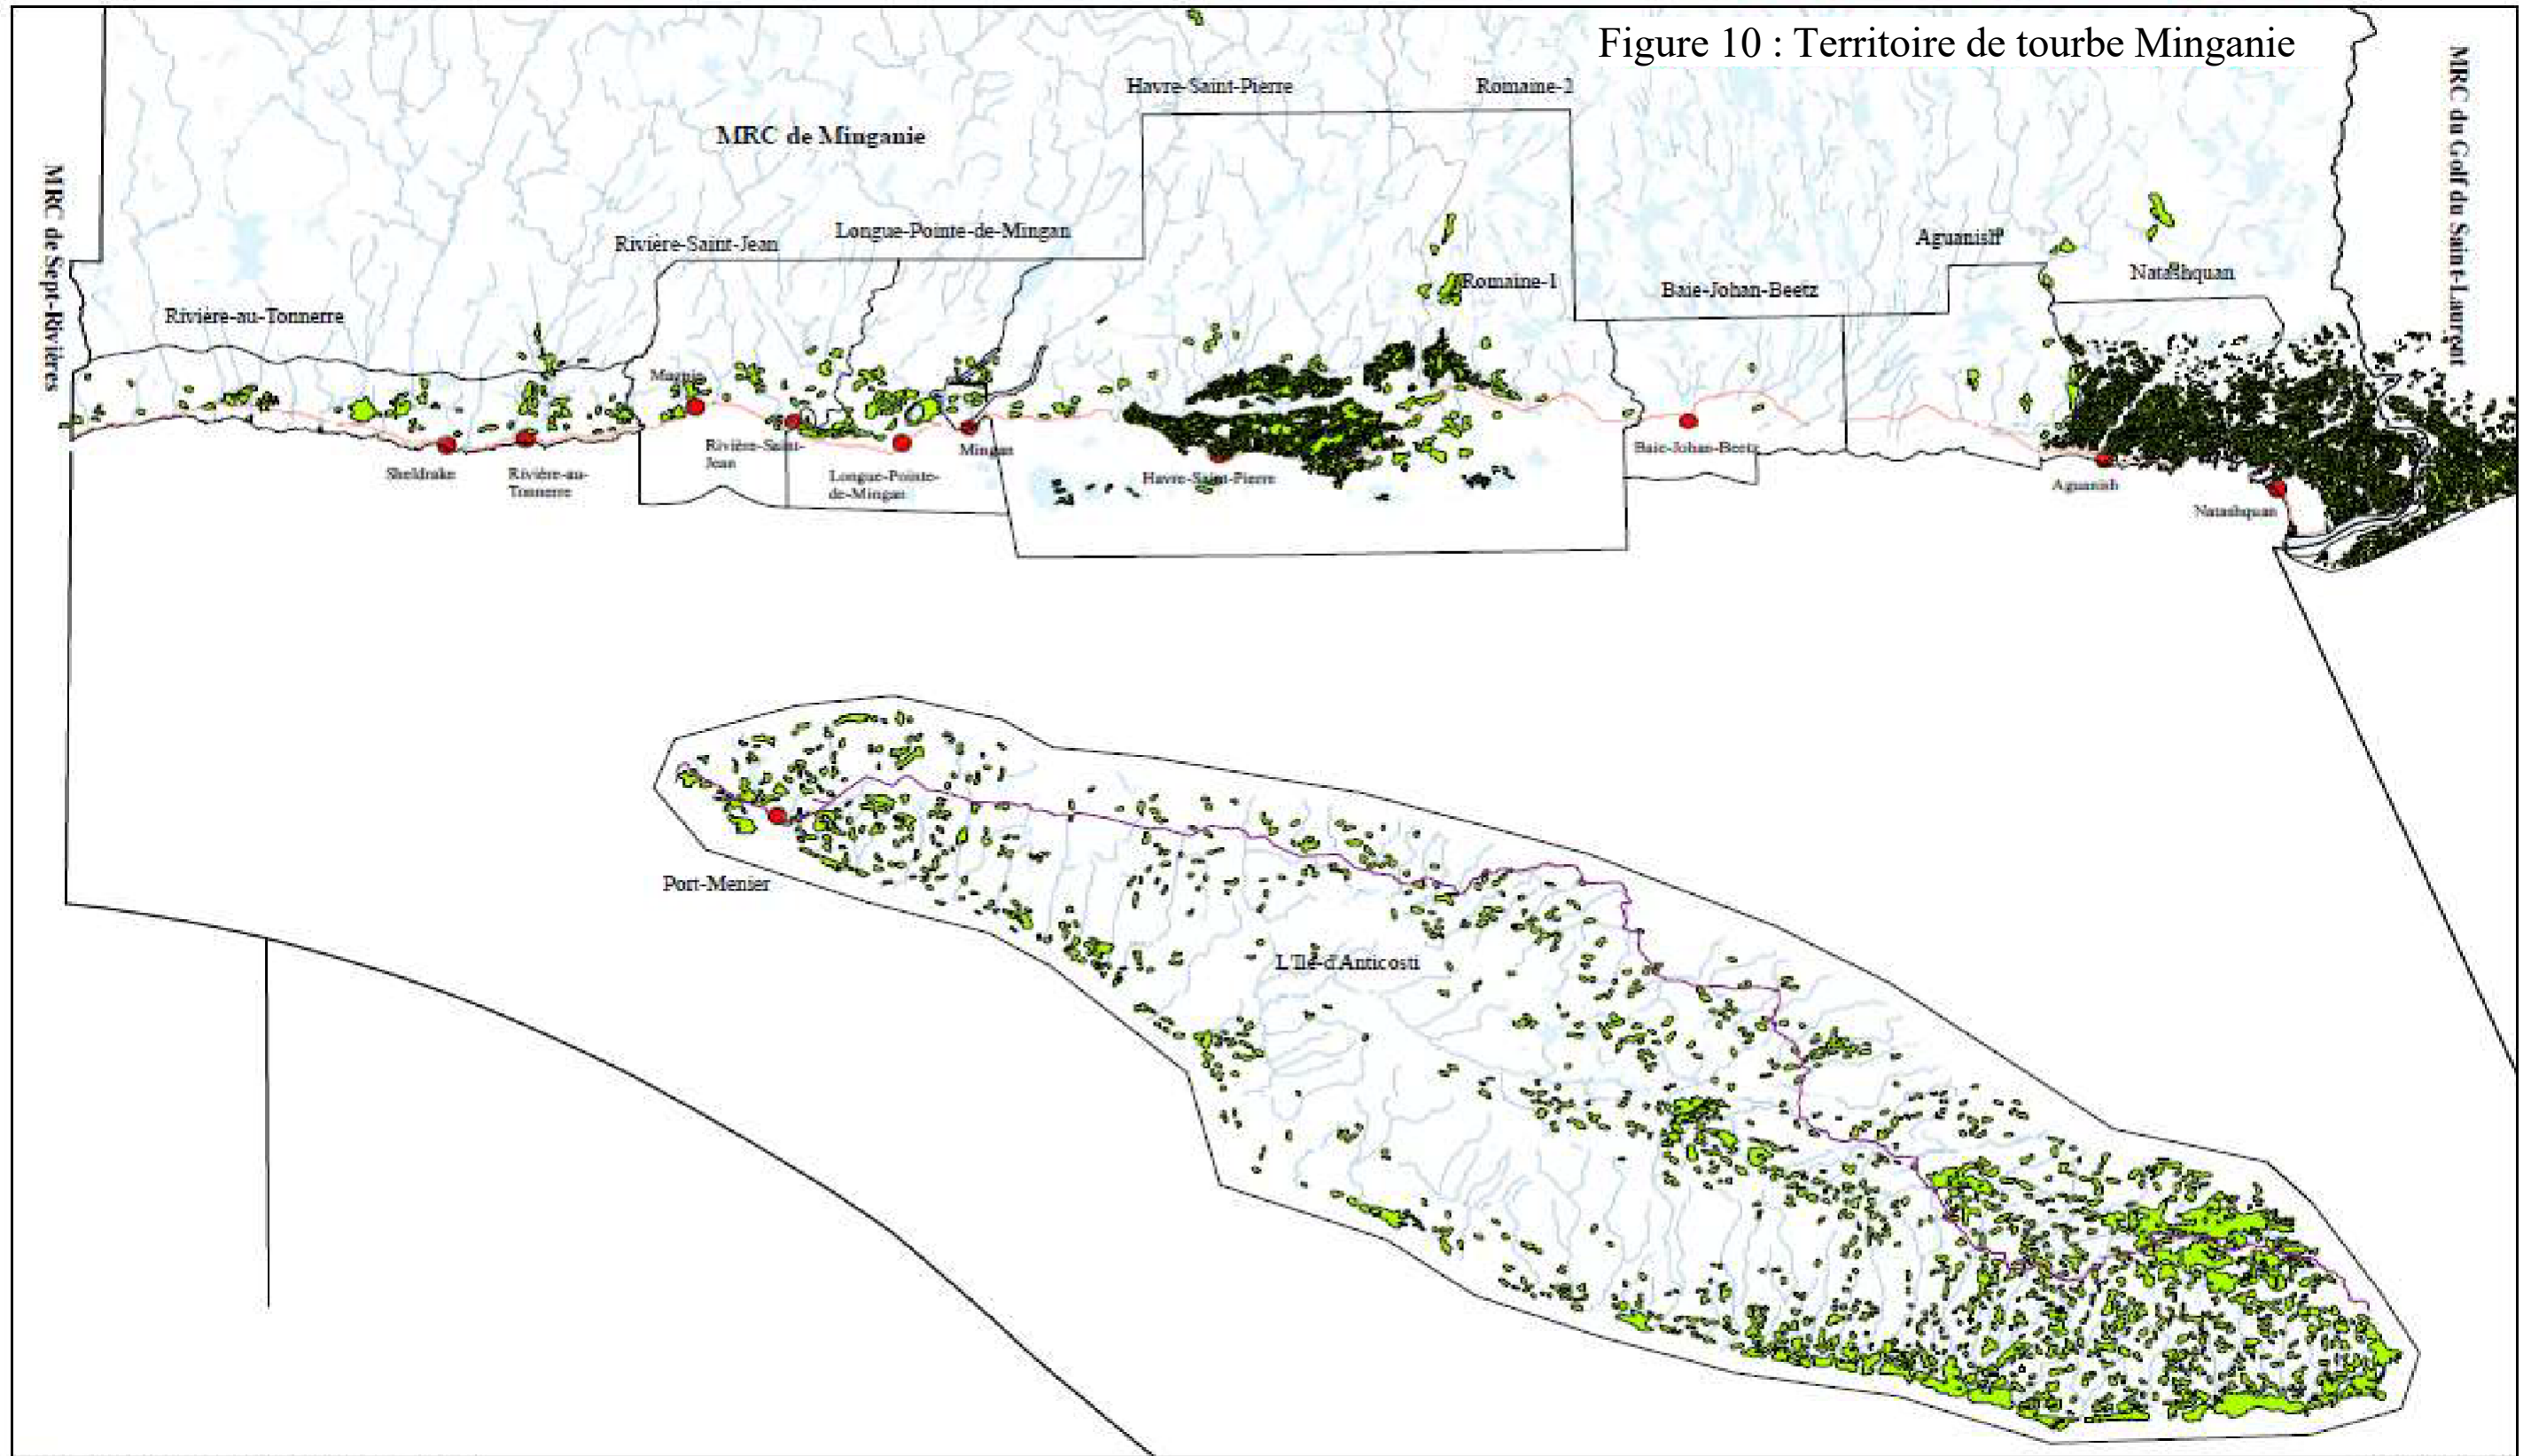 Figure 10 : Territoire de tourbe Minganie
Havre-Saint-Pierre
Romaine-2
MRC de Minganie
MRC de Sept-Rivières
MRC du Golf du Saint-Laurent
Rivière-Saint-Jean
Longue-Pointe-de-Mingan
Aguanish
Natashquan
Romaine-1
Baie-Johan-Beetz
Rivière-au-Tonnerre
Magpie
Rivière-Saint-
Jean
Mingan
Baie-Johan-Beetz
Sheldrake
Rivière-au-
Tonnerre
Longue-Pointe-
de-Mingan
Havre-Saint-Pierre
Aguanish
Natashquan
Port-Menier
L'Île-d'Anticosti